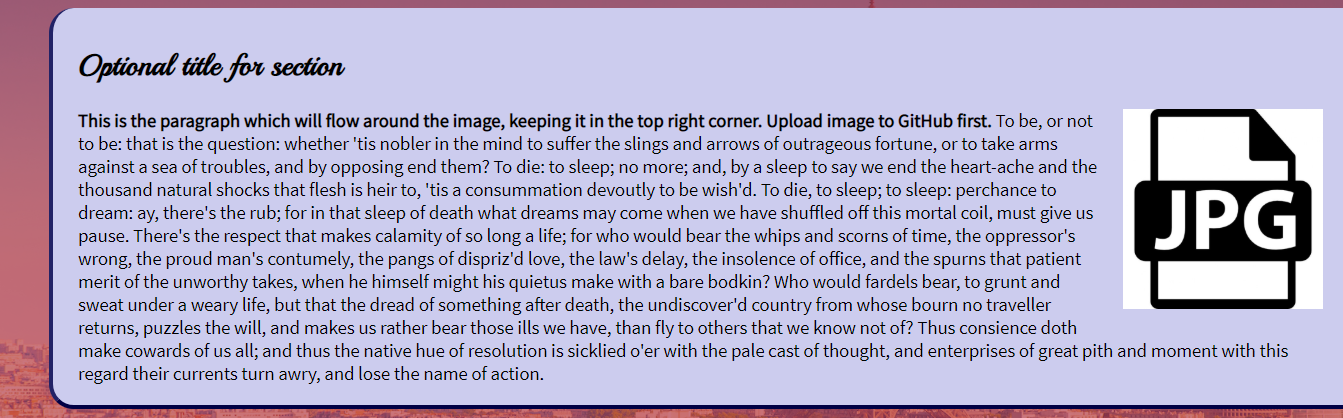 Optional title for section
This is the paragraph which will flow around the image, keeping it in the top right corner. Upload image to GitHub first. To be, or not
to be: that is the question: whether 'tis nobler in the mind to suffer the slings and arrows of outrageous fortune, or to take arms
against a sea of troubles, and by opposing end them? To die: to sleep; no more; and, by a sleep to say we end the heart-ache and the
thousand natural shocks that flesh is heir to, 'tis a consummation devoutly to be wish'd. To die, to sleep; to sleep: perchance to
dream: ay, there's the rub; for in that sleep of death what dreams may come when we have shuffled off this mortal coil, must give us
pause. There's the respect that makes calamity of so long a life; for who would bear the whips and scorns of time, the oppressor's
wrong, the proud man's contumely, the pangs of dispriz'd love, the law's delay, the insolence of office, and the spurns that patient
merit of the unworthy takes, when he himself might his quietus make with a bare bodkin? Who would fardels bear, to grunt and
sweat under a weary life, but that the dread of something after death, the undiscover'd country from whose bourn no traveller
returns, puzzles the will, and makes us rather bear those ills we have, than fly to others that we know not of? Thus consience doth
make cowards of us all; and thus the native hue of resolution is sicklied o'er with the pale cast of thought, and enterprises of great pith and moment with this
regard their currents turn awry, and lose the name of action.
JPG